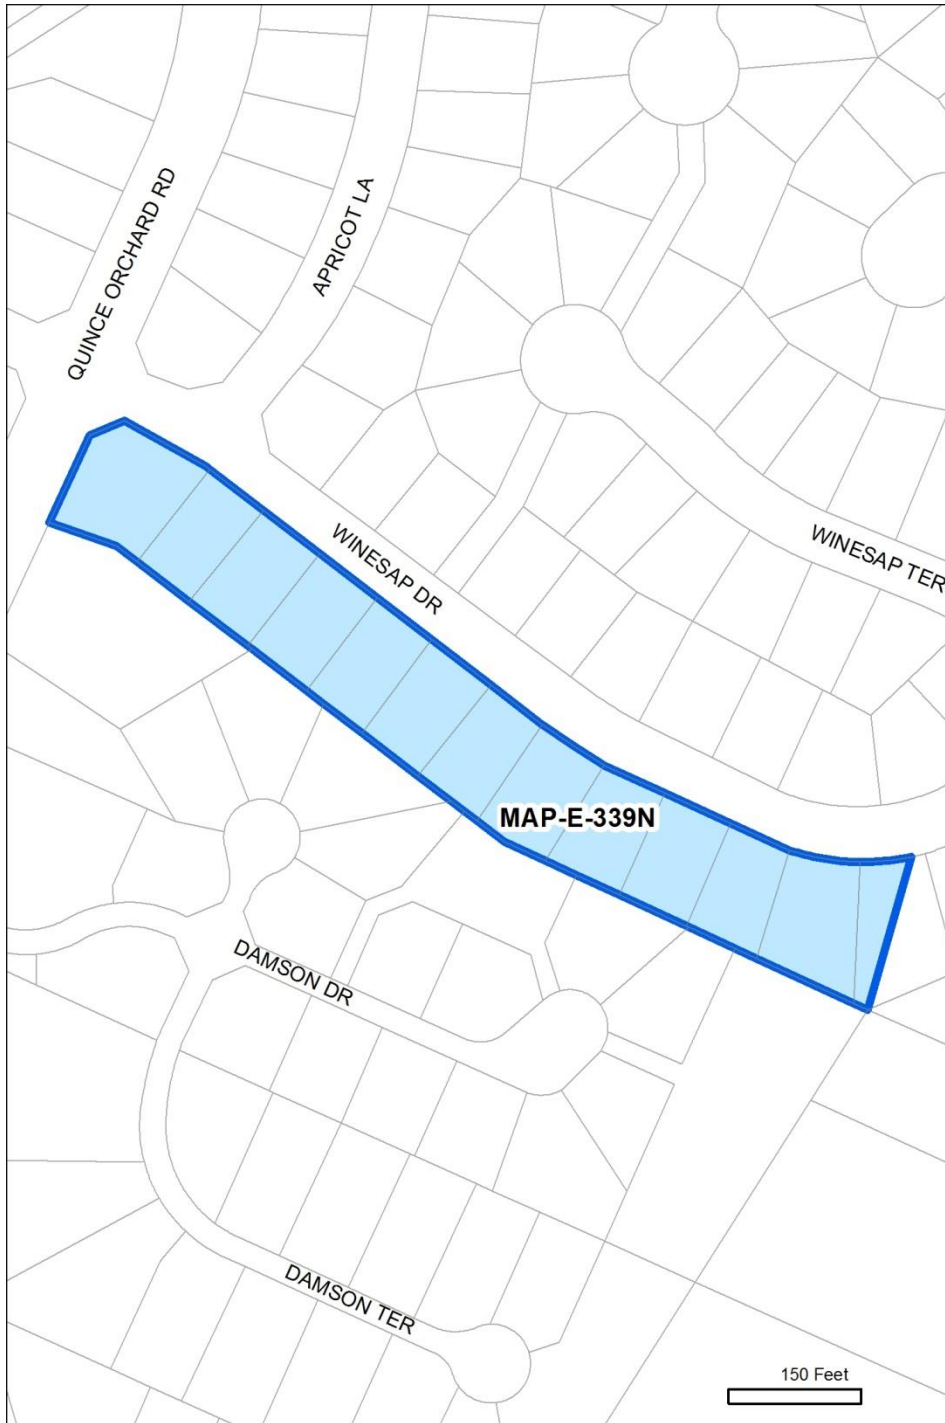 QUINCE ORCHARD RD
APRICOT LA
WINESAP DR
WINESAP TER
MAP-E-339N
DAMSON DR
DAMSON TER
150 Feet